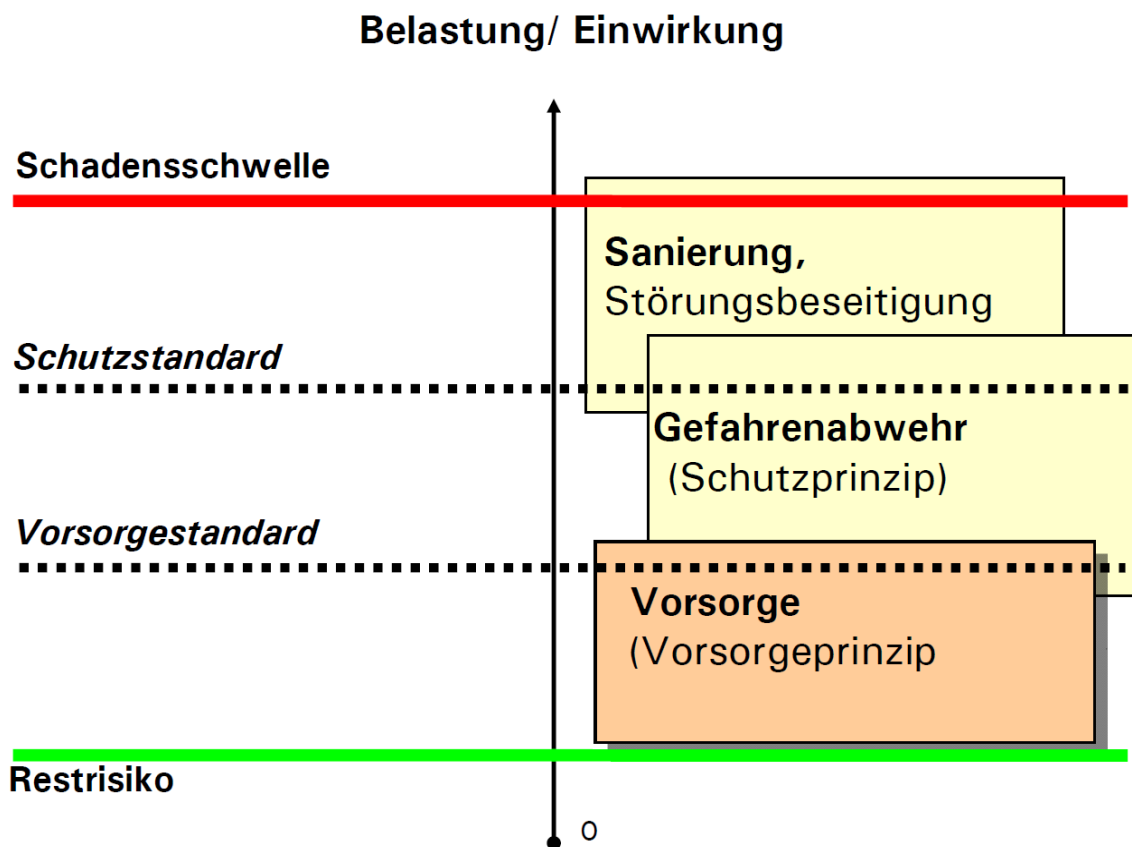 Belastung/ Einwirkung
Schadensschwelle
Sanierung,
Störungsbeseitigung
Schutzstandard
Gefahrenabwehr
(Schutzprinzip)
Vorsorgestandard
Vorsorge
(Vorsorgeprinzip
Restrisiko
0